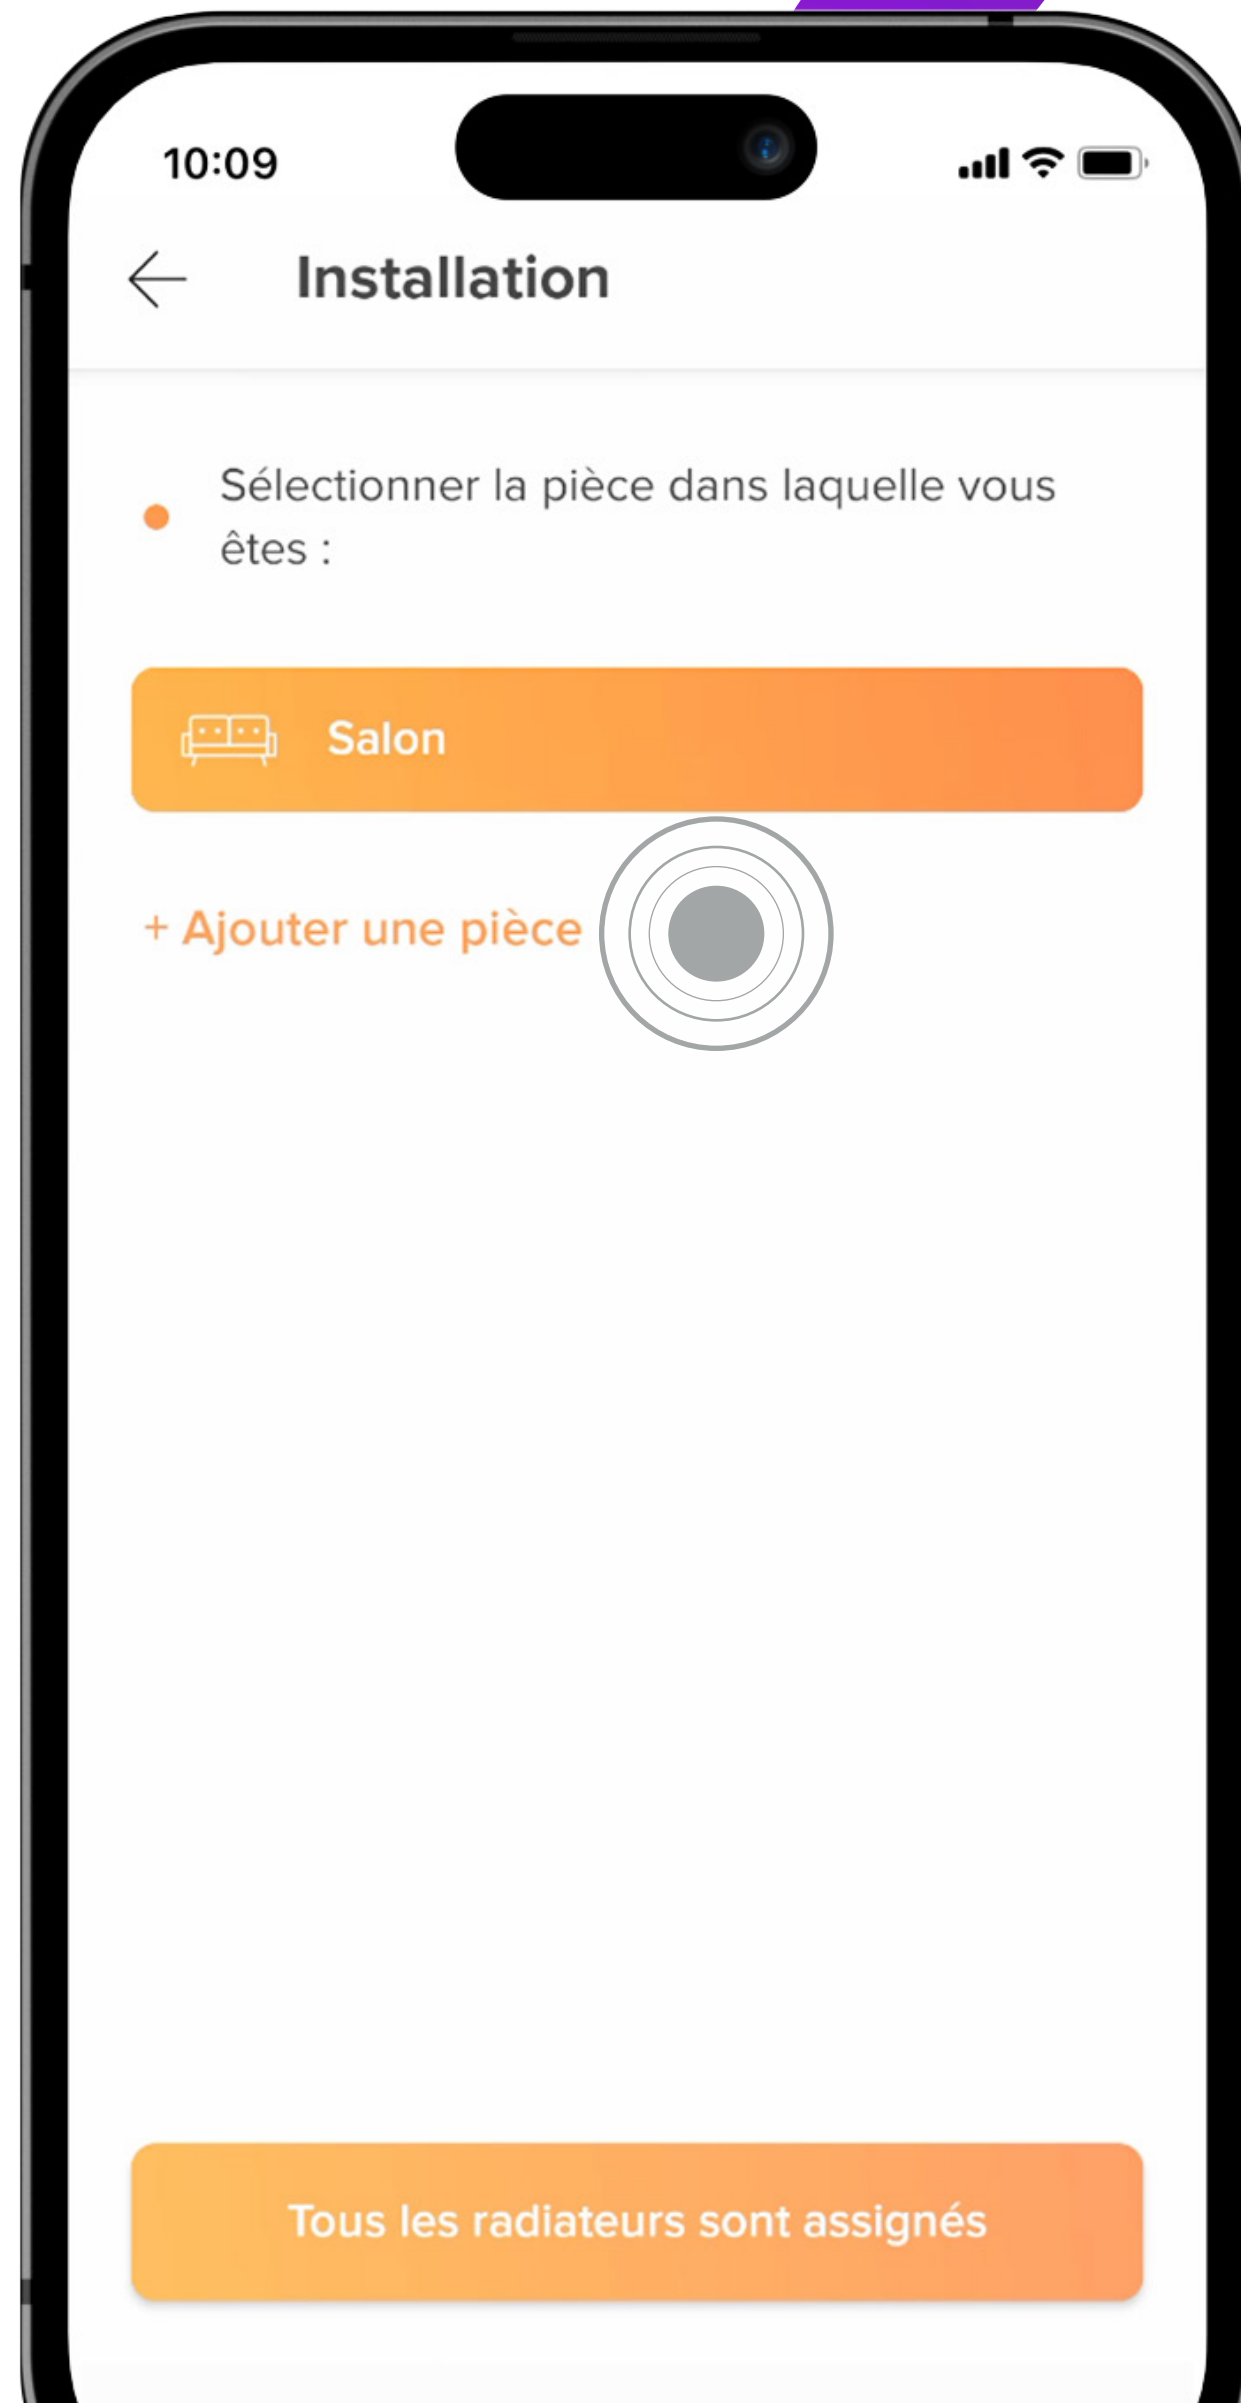 10:09
Installation
Sélectionner la pièce dans laquelle vous
êtes :
Salon
+ Ajouter une pièce
Tous les radiateurs sont assignés